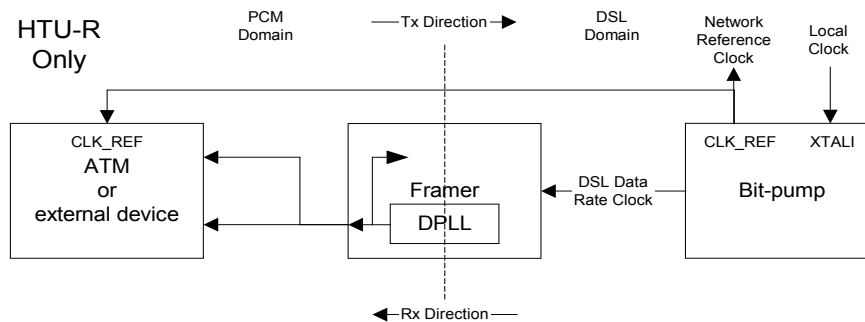 HTU-R
Only
PCM
Domain
Tx Direction
DSL
Domain
Network
Reference
Clock
Local
Clock
CLK_REF
ATM
or
external device
Framer
DPLL
DSL Data
Rate Clock
CLK_REF
XTALI
Bit-pump
Rx Direction